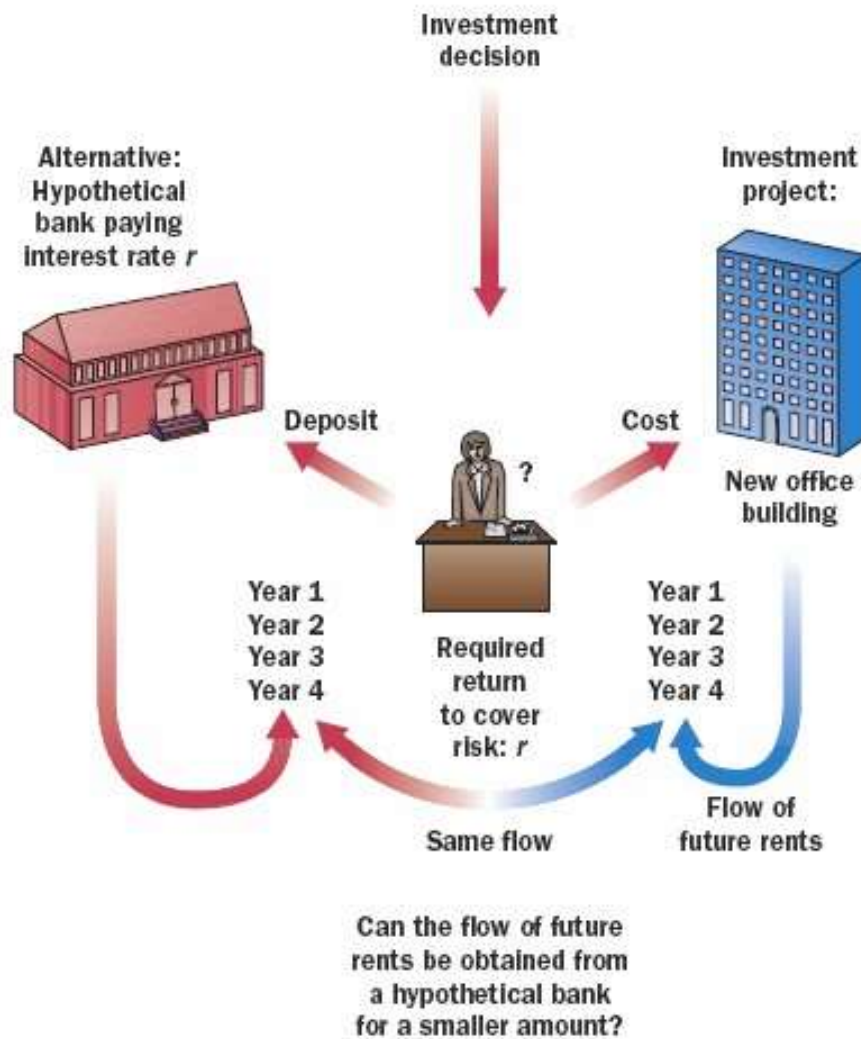 Investment
decision
Alternative:
Hypothetical
bank paying
interest rate r
Investment
project:
Deposit
?
Cost
New office
building
Year 1
Year 2
Year 3
Year 4
Required
return
to cover
risk: r
Year 1
Year 2
Year 3
Year 4
Same flow
Flow of
future rents
Can the flow of future
rents be obtained from
a hypothetical bank
for a smaller amount?